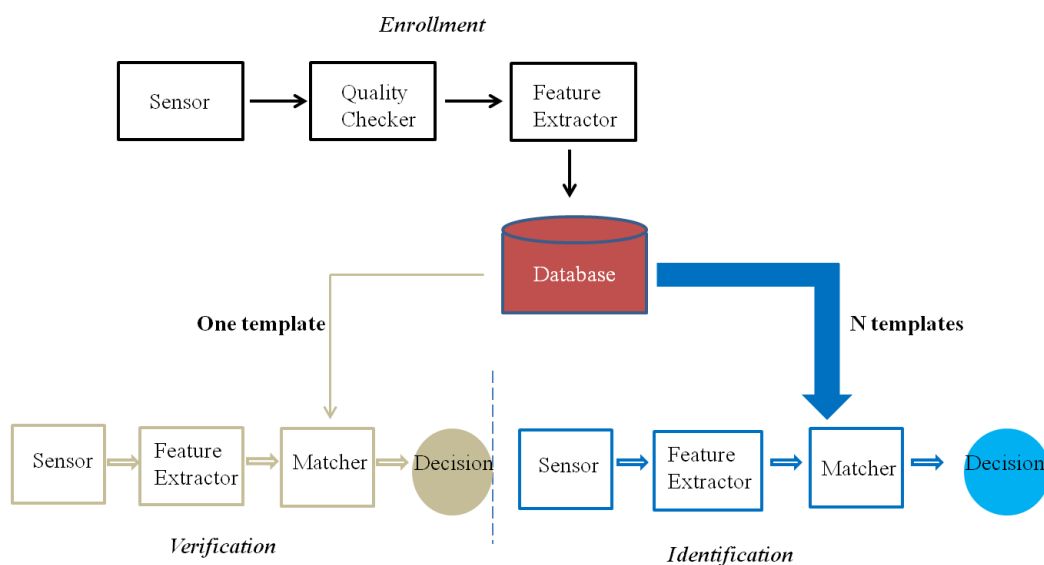 Enrollment
Sensor
Quality
Checker
Feature
Extractor
Database
One template
N templates
Sensor
Feature
Extractor
Matcher
Decision
Sensor
Feature
Extractor
Matcher
Decision
Verification
Identification